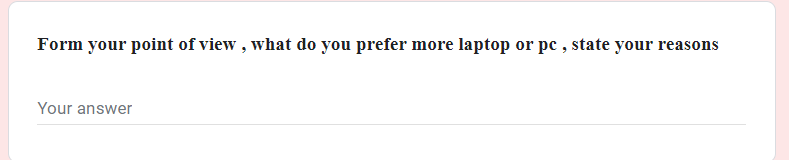 Form your point of view , what do you prefer more laptop or pc , state your reasons
Your answer